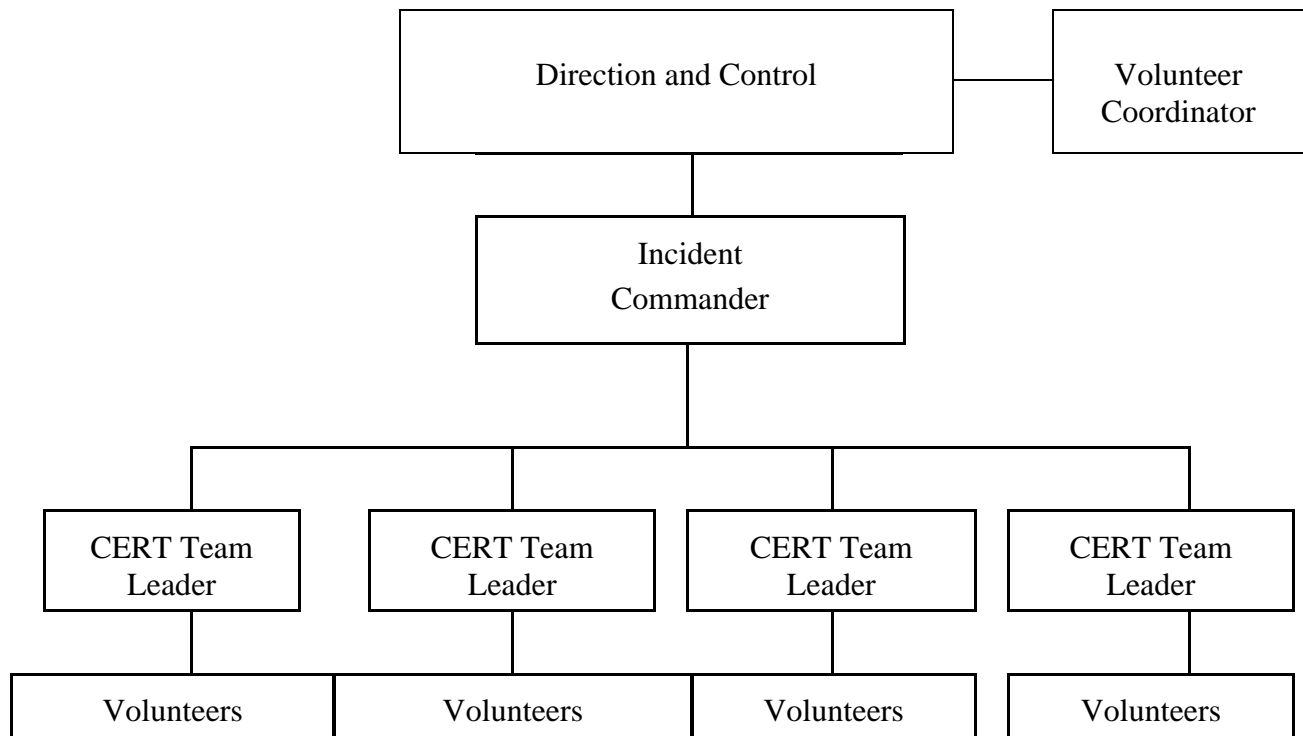 Direction and Control
Volunteer
Coordinator
Incident
Commander
CERT Team
Leader
CERT Team
Leader
CERT Team
Leader
CERT Team
Leader
Volunteers
Volunteers
Volunteers
Volunteers